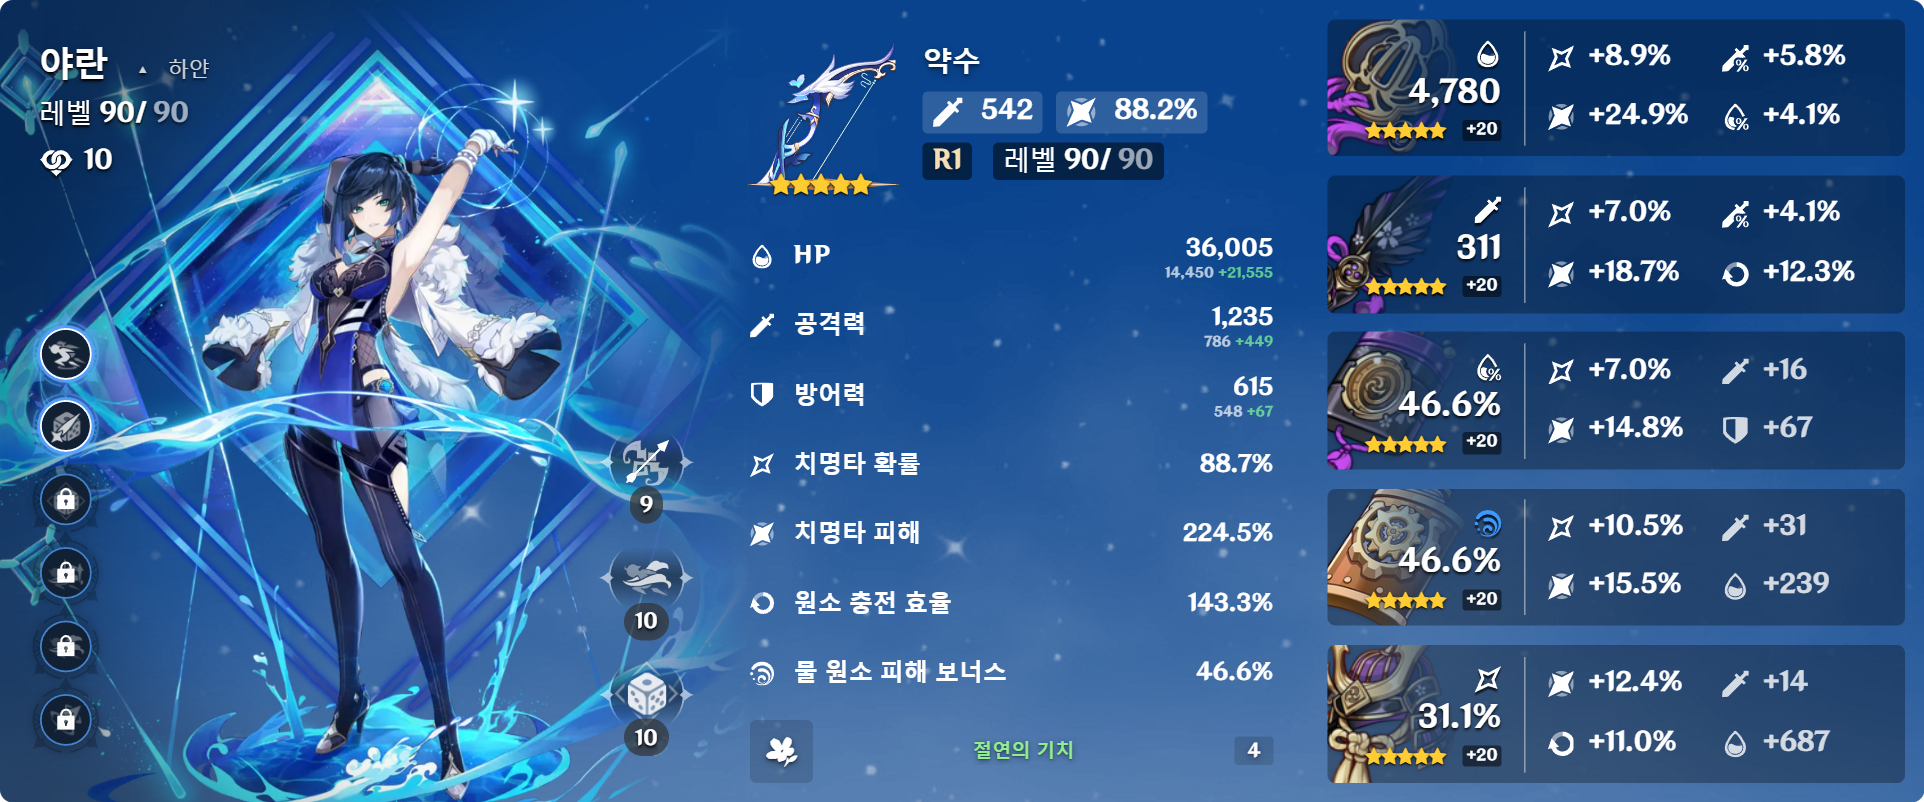 야란 ▲ 하얀
레벨 90/ 90
10
9
10
10
약수
542 88.2%
R1 레벨 90/ 90
HP 36,005
14,450 +21,555
공격력 1,235
786 +449
방어력 615
548 +67
치명타 확률 88.7%
치명타 피해 224.5%
원소 충전 효율 143.3%
물 원소 피해 보너스 46.6%
절연의 기치 4
4,780
+20
+8.9% +5.8%
+24.9% +4.1%
311
+20
+7.0% +4.1%
+18.7% +12.3%
46.6%
+20
+7.0% +16
+14.8% +67
46.6%
+20
+10.5% +31
+15.5% +239
31.1%
+20
+12.4% +14
+11.0% +687